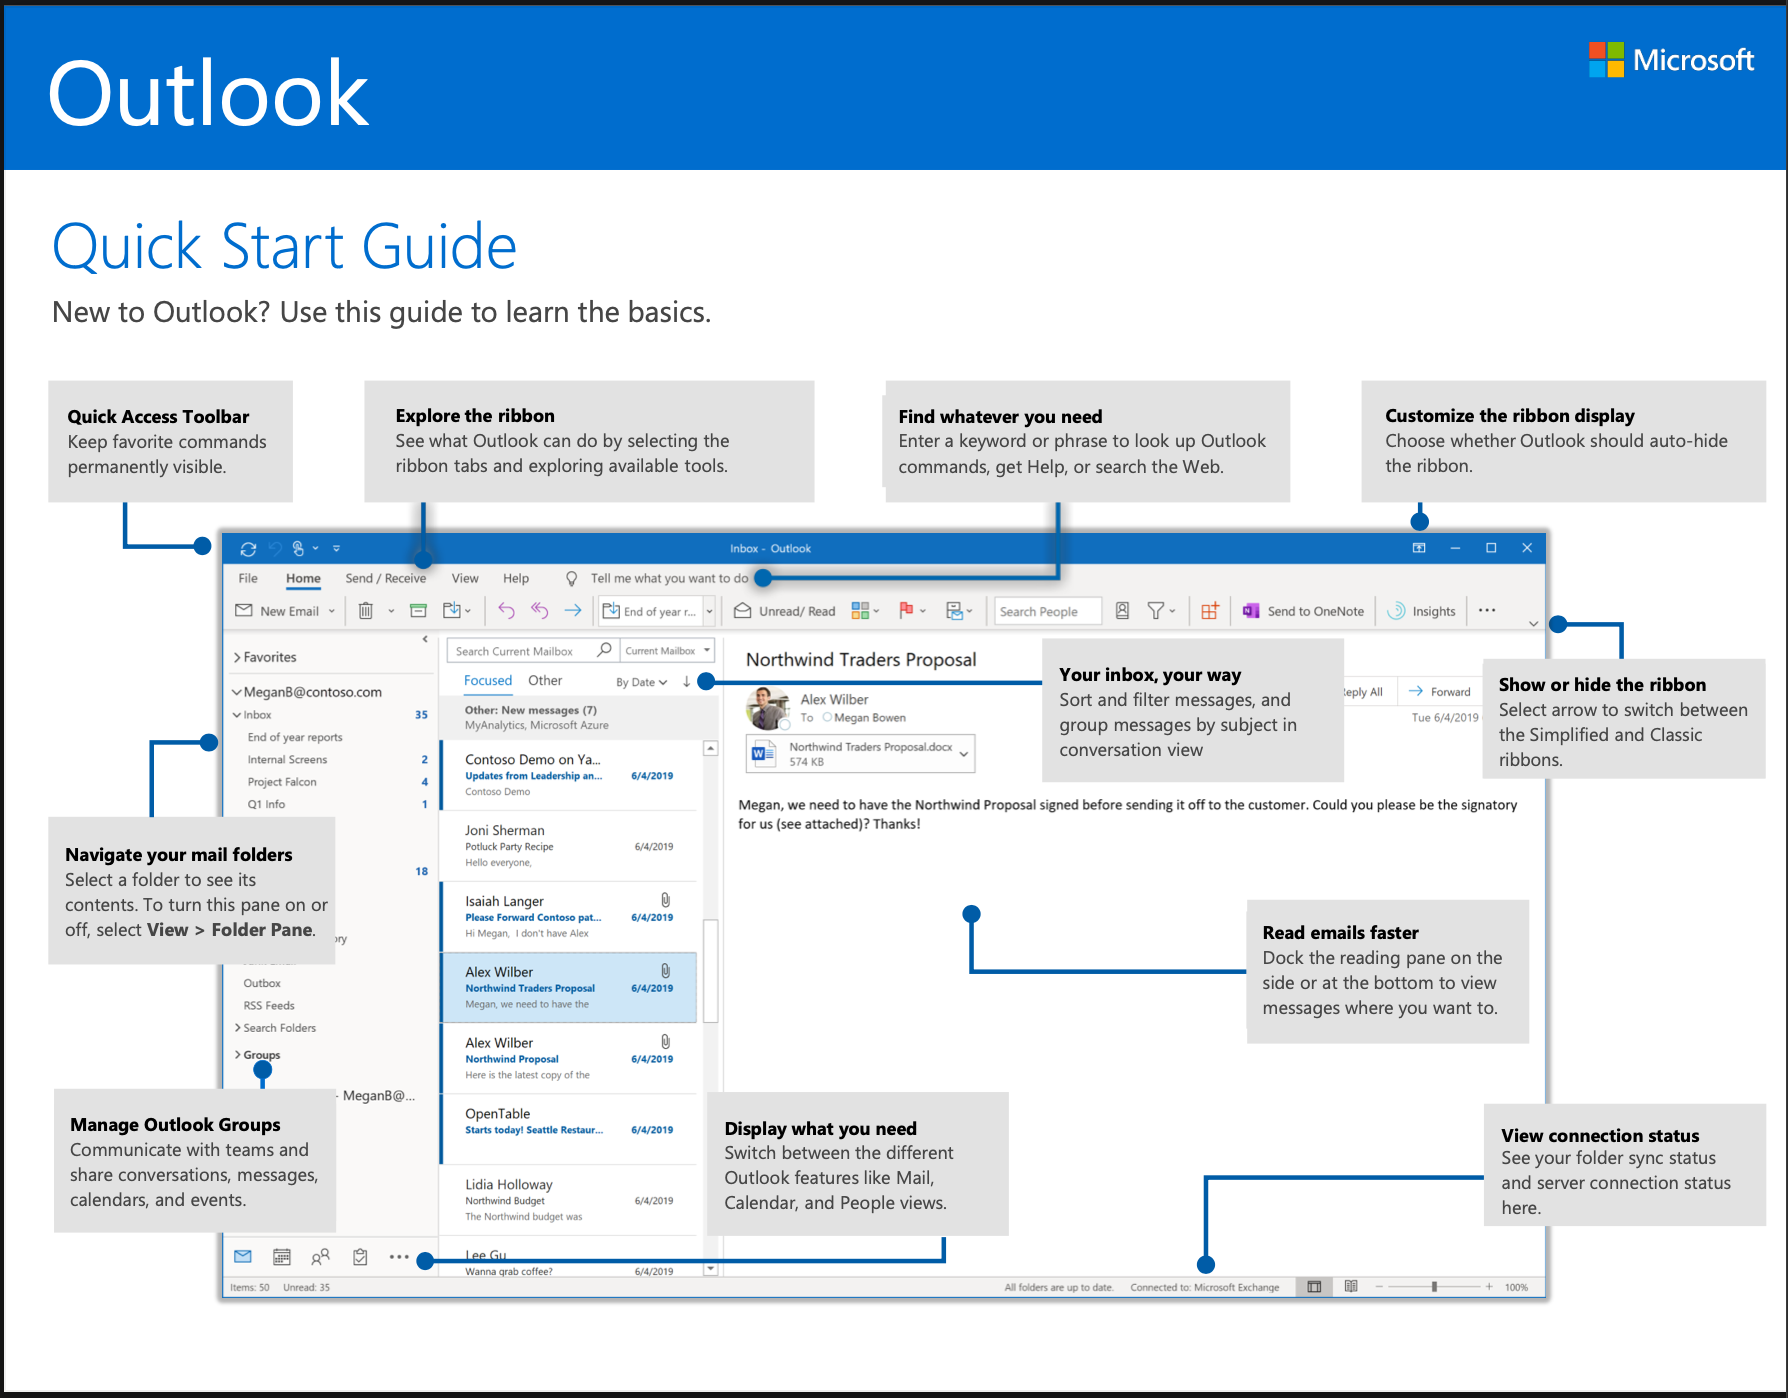 Outlook
Microsoft
Quick Start Guide
New to Outlook? Use this guide to learn the basics.
Quick Access Toolbar
Keep favorite commands
permanently visible.
Explore the ribbon
See what Outlook can do by selecting the
ribbon tabs and exploring available tools.
Find whatever you need
Enter a keyword or phrase to look up Outlook
commands, get Help, or search the Web.
Customize the ribbon display
Choose whether Outlook should auto-hide
the ribbon.
Inbox - Outlook
File Home Send / Receive View Help Tell me what you want to do
New Email End of year r... Unread/ Read Search People Send to OneNote Insights
Favorites
MeganB@contoso.com
Inbox 35
End of year reports
Internal Screens 2
Project Falcon 4
Q1 Info 1
Navigate your mail folders
Select a folder to see its
contents. To turn this pane on or
off, select View > Folder Pane.
18
ory
Outbox
RSS Feeds
Search Folders
Groups
- MeganB@...
Manage Outlook Groups
Communicate with teams and
share conversations, messages,
calendars, and events.
Search Current Mailbox Current Mailbox
Focused Other By Date
Other: New messages (7)
MyAnalytics, Microsoft Azure
Contoso Demo on Ya...
Updates from Leadership an... 6/4/2019
Contoso Demo
Joni Sherman
Potluck Party Recipe 6/4/2019
Hello everyone,
Isaiah Langer
Please Forward Contoso pat... 6/4/2019
Hi Megan, I don't have Alex
Alex Wilber
Northwind Traders Proposal 6/4/2019
Megan, we need to have the
Alex Wilber
Northwind Proposal 6/4/2019
Here is the latest copy of the
OpenTable
Starts today! Seattle Restaur... 6/4/2019
Lidia Holloway
Northwind Budget 6/4/2019
The Northwind budget was
Lee Gu
Wanna grab coffee? 6/4/2019
Northwind Traders Proposal
Alex Wilber
To Megan Bowen
Northwind Traders Proposal.docx
574 KB
eply All Forward
Tue 6/4/2019
Megan, we need to have the Northwind Proposal signed before sending it off to the customer. Could you please be the signatory
for us (see attached)? Thanks!
Your inbox, your way
Sort and filter messages, and
group messages by subject in
conversation view
Show or hide the ribbon
Select arrow to switch between
the Simplified and Classic
ribbons.
Read emails faster
Dock the reading pane on the
side or at the bottom to view
messages where you want to.
Display what you need
Switch between the different
Outlook features like Mail,
Calendar, and People views.
View connection status
See your folder sync status
and server connection status
here.
Items: 50 Unread: 35 All folders are up to date. Connected to: Microsoft Exchange 100%